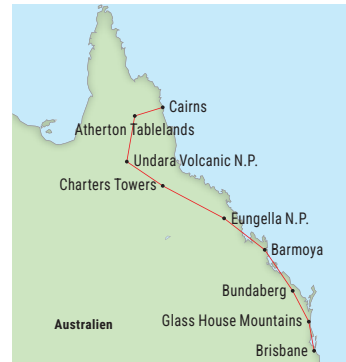 Cairns
Atherton Tablelands
Undara Volcanic N.P.
Charters Towers
Eungella N.P.
Barmoya
Bundaberg
Glass House Mountains
Australien
Brisbane